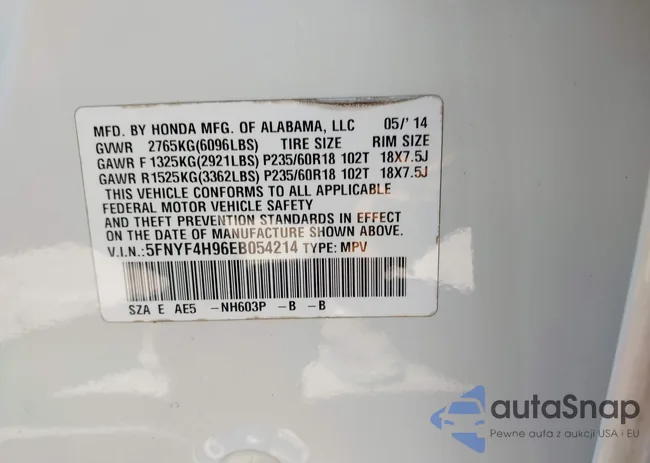 MFD. BY HONDA MFG. OF ALABAMA, LLC 05/' 14
GVWR 2765KG(6096LBS) TIRE SIZE RIM SIZE
GAWR F 1325KG(2921LBS) P235/60R18 102T 18X7.5J
GAWR R1525KG(3362LBS) P235/60R18 102T 18X7.5J
THIS VEHICLE CONFORMS TO ALL APPLICABLE
FEDERAL MOTOR VEHICLE SAFETY
AND THEFT PREVENTION STANDARDS IN EFFECT
ON THE DATE OF MANUFACTURE SHOWN ABOVE.
V.I.N.:5FNYF4H96EB054214 TYPE: MPV
SZA E AE5 -NH603P -B -B
autoSnap
Pewne auta z aukcji USA i EU